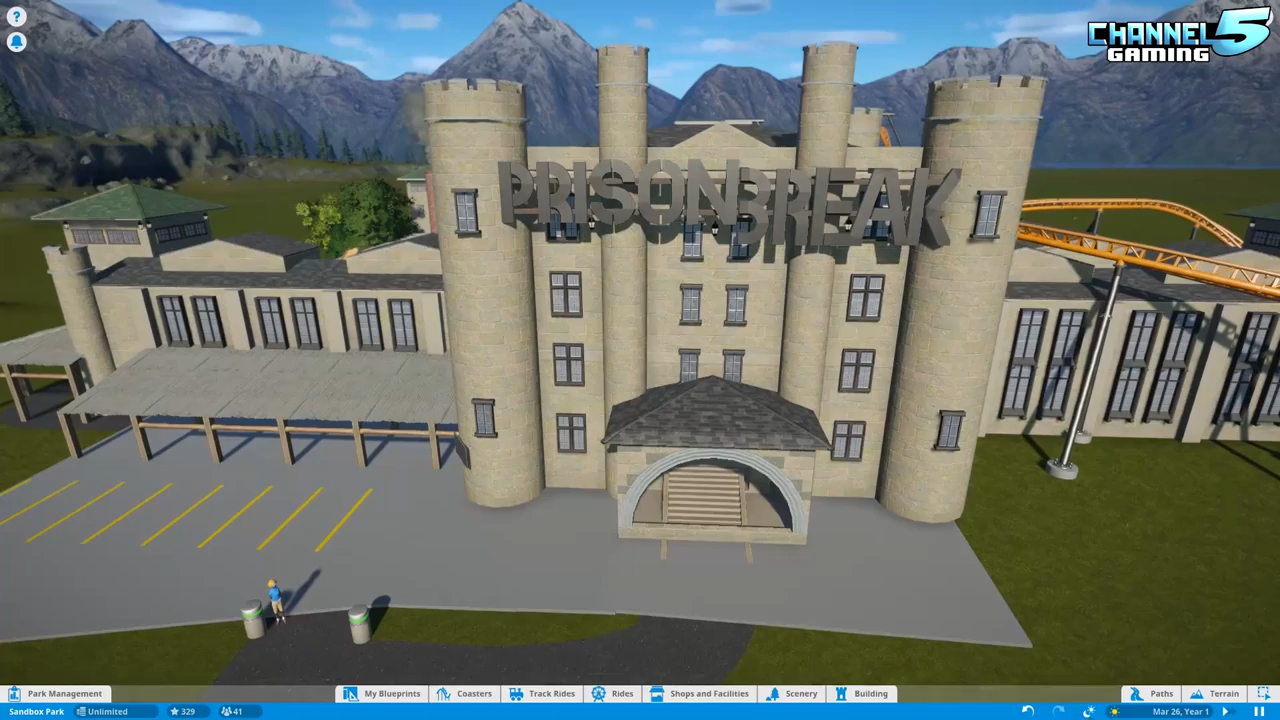 ?
CHANNEL 5
GAMING
PRISONBREAK
Park Management
My Blueprints
Coasters
Track Rides
Rides
Shops and Facilities
Scenery
Building
Paths
Terrain
Sandbox Park
Unlimited
329
41
Mar 26, Year 1